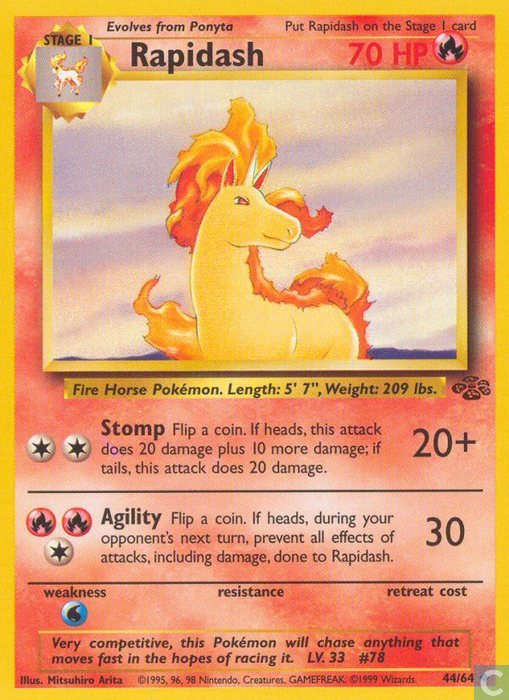 Evolves from Ponyta
Put Rapidash on the Stage 1 card
STAGE 1
Rapidash
70 HP
Fire Horse Pokémon. Length: 5' 7", Weight: 209 lbs.
Stomp Flip a coin. If heads, this attack
does 20 damage plus 10 more damage; if
tails, this attack does 20 damage.
20+
Agility Flip a coin. If heads, during your
opponent's next turn, prevent all effects of
attacks, including damage, done to Rapidash.
30
weakness
resistance
retreat cost
Very competitive, this Pokémon will chase anything that
moves fast in the hopes of racing it. LV. 33 #78
Illus. Mitsuhiro Arita ©1995, 96, 98 Nintendo, Creatures, GAMEFREAK. ©1999 Wizards. 44/64
C